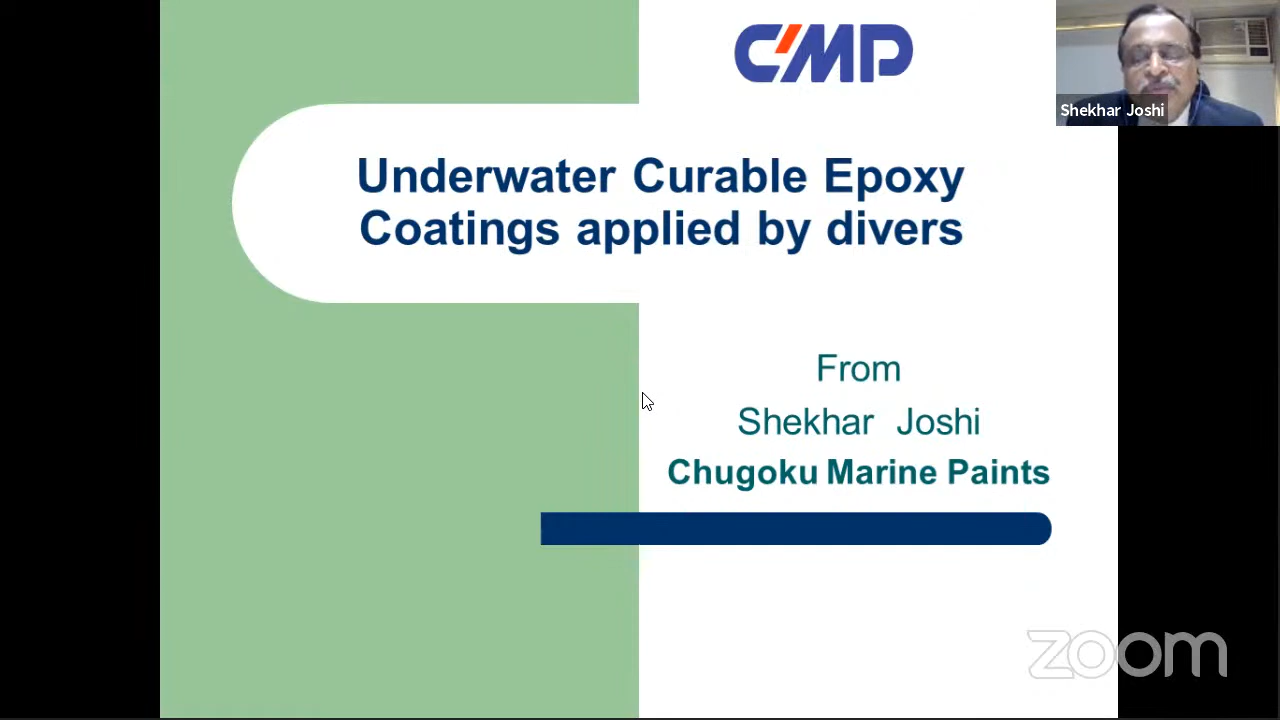 CMP
Shekhar Joshi
Underwater Curable Epoxy
Coatings applied by divers
From
Shekhar Joshi
Chugoku Marine Paints
zoom